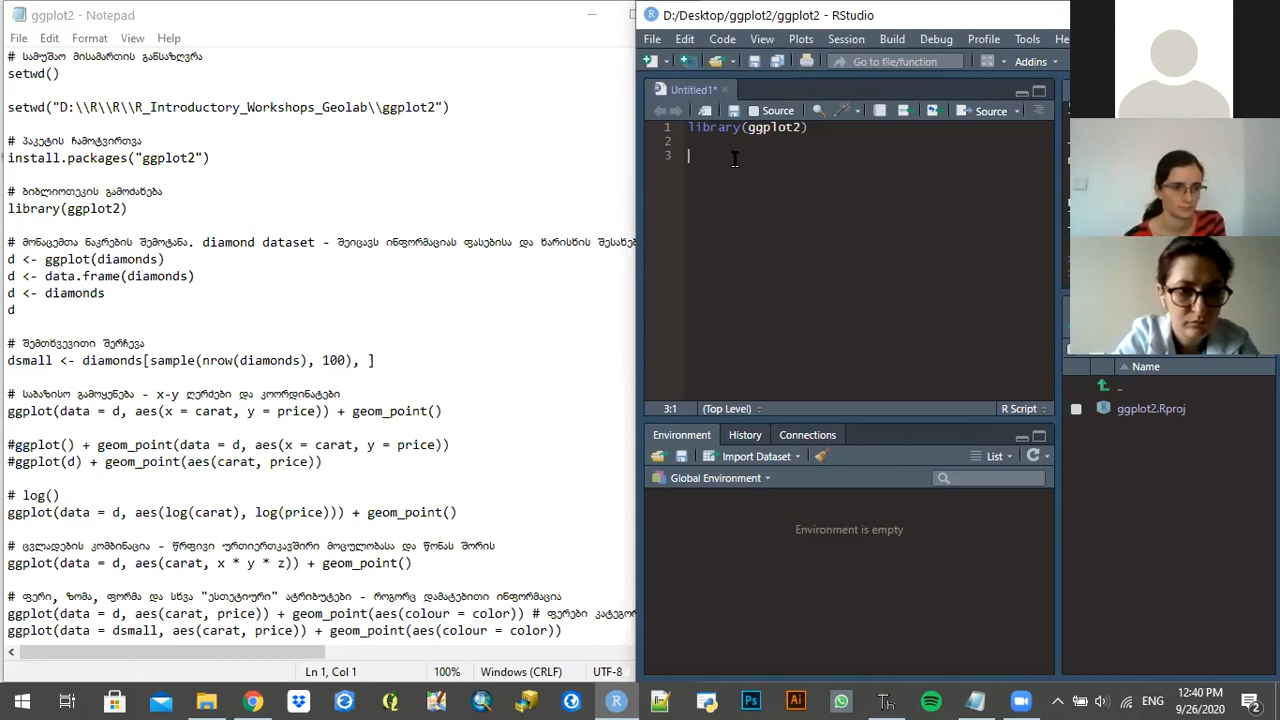 ggplot2 - Notepad
File Edit Format View Help
# სამუშაო მისამართის განსაზღვრა
setwd()
setwd("D:\\R\\R\\R_Introductory_Workshops_Geolab\\ggplot2")
# პაკეტის ჩამოტვირთვა
install.packages("ggplot2")
# ბიბლიოთეკის გამოძახება
library(ggplot2)
# მონაცემთა ნაკრების შემოტანა. diamond dataset - შეიცავს ინფორმაციას ფასებისა და ხარისხის შესახებ
d <- ggplot(diamonds)
d <- data.frame(diamonds)
d <- diamonds
d
# შემთხვევითი შერჩევა
dsmall <- diamonds[sample(nrow(diamonds), 100), ]
# საბაზისო გამოყენება - x-y ღერძები და კოორდინატები
ggplot(data = d, aes(x = carat, y = price)) + geom_point()
#ggplot() + geom_point(data = d, aes(x = carat, y = price))
#ggplot(d) + geom_point(aes(carat, price))
# log()
ggplot(data = d, aes(log(carat), log(price))) + geom_point()
# ცვლადების კომბინაცია - წრფივი ურთიერთკავშირი მოცულობასა და წონას შორის
ggplot(data = d, aes(carat, x * y * z)) + geom_point()
# ფერი, ზომა, ფორმა და სხვა "ესთეტიური" ატრიბუტები - როგორც დამატებითი ინფორმაცია
ggplot(data = d, aes(carat, price)) + geom_point(aes(colour = color)) # ფერები კატეგორ
ggplot(data = dsmall, aes(carat, price)) + geom_point(aes(colour = color))
Ln 1, Col 1 100% Windows (CRLF) UTF-8
D:/Desktop/ggplot2/ggplot2 - RStudio
File Edit Code View Plots Session Build Debug Profile Tools He
Go to file/function Addins
Untitled1*
Source Source
1 library(ggplot2)
2
3
3:1 (Top Level) R Script
Environment History Connections
Import Dataset List
Global Environment
Environment is empty
Name
..
ggplot2.Rproj
ENG
12:40 PM
9/26/2020
2